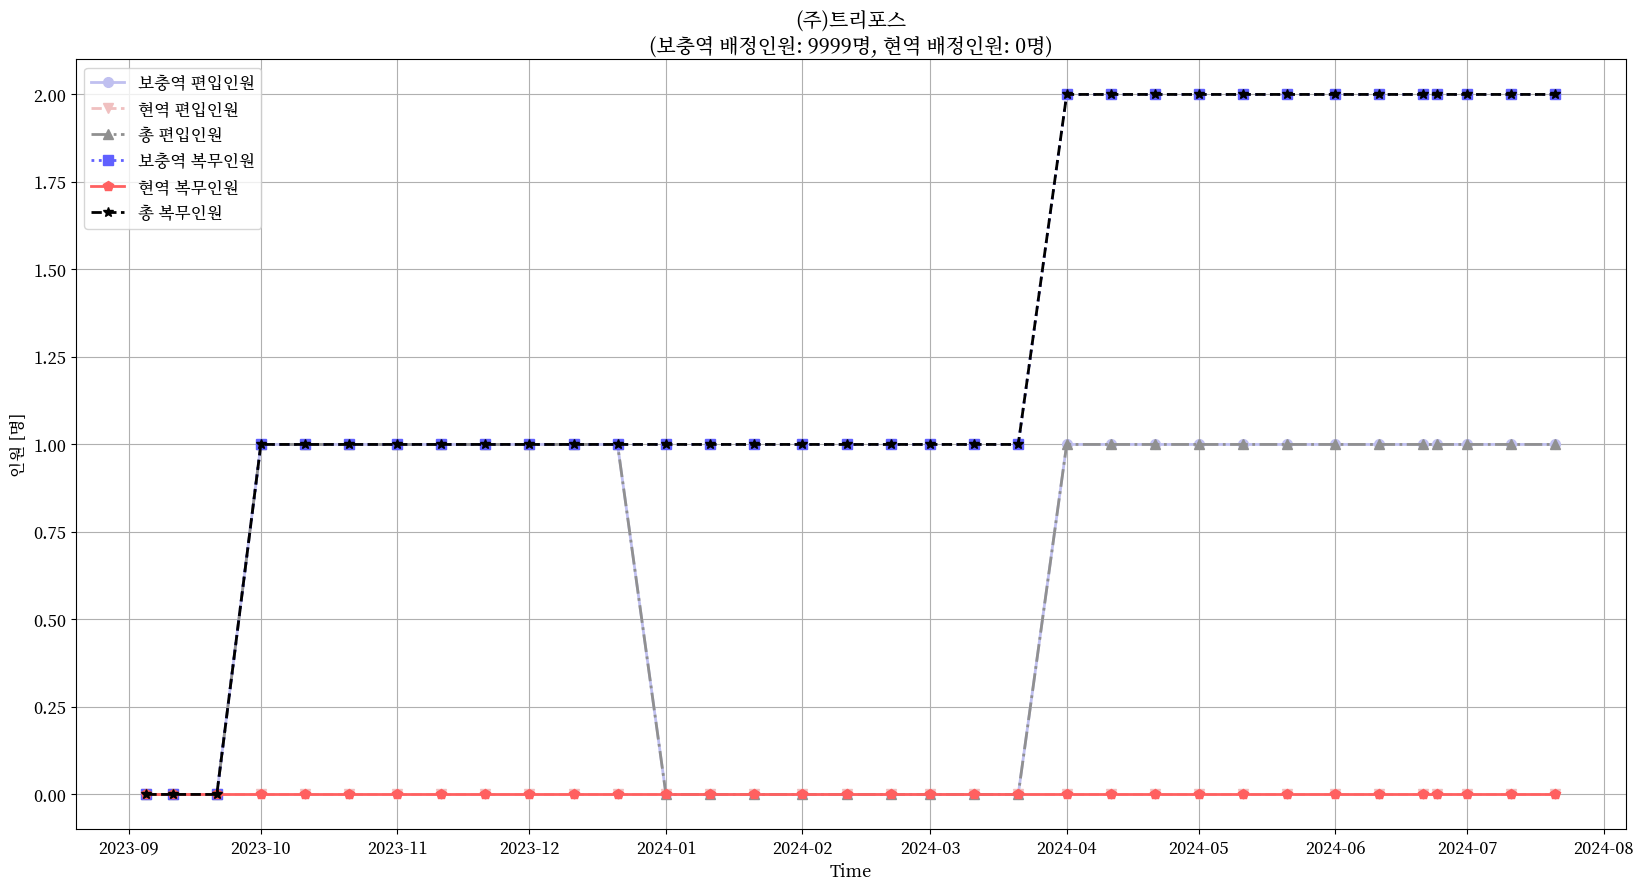 (주)트리포스
(보충역 배정인원: 9999명, 현역 배정인원: 0명)
보충역 편입인원
현역 편입인원
총 편입인원
보충역 복무인원
현역 복무인원
총 복무인원
2.00
1.75
1.50
1.25
1.00
0.75
0.50
0.25
0.00
인원 [명]
2023-09 2023-10 2023-11 2023-12 2024-01 2024-02 2024-03 2024-04 2024-05 2024-06 2024-07 2024-08
Time